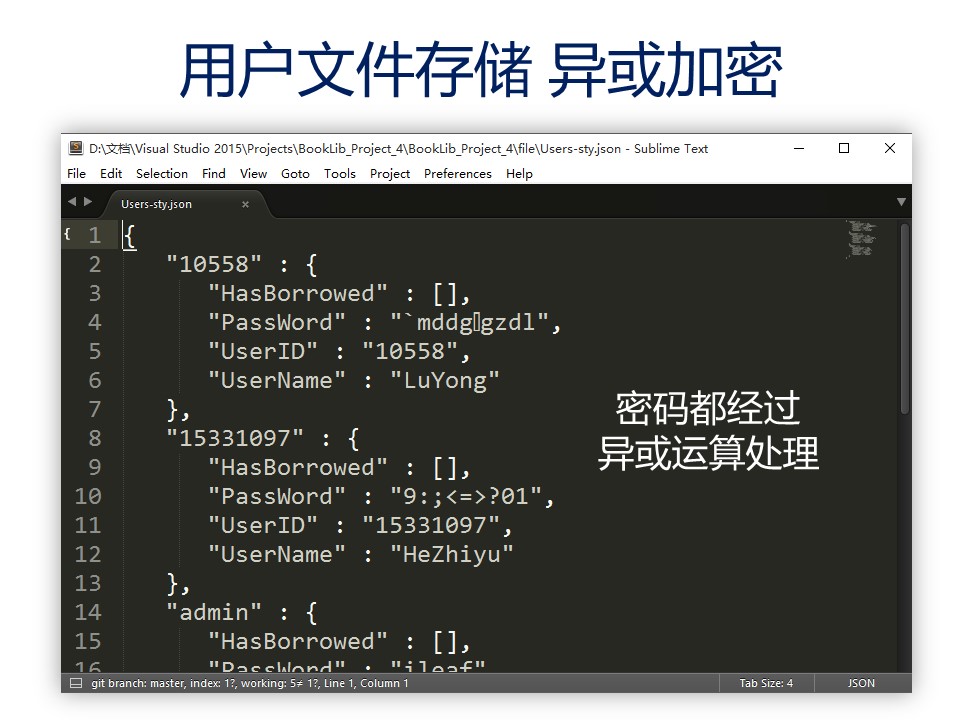 用户文件存储 异或加密
D:\文档\Visual Studio 2015\Projects\BookLib_Project_4\BookLib_Project_4\file\Users-sty.json - Sublime Text
File Edit Selection Find View Goto Tools Project Preferences Help
Users-sty.json
1 {
2 "10558" : {
3 "HasBorrowed" : [],
4 "PassWord" : "`mddg▯gzdl",
5 "UserID" : "10558",
6 "UserName" : "LuYong"
7 },
8 "15331097" : {
9 "HasBorrowed" : [],
10 "PassWord" : "9:;<=>?01",
11 "UserID" : "15331097",
12 "UserName" : "HeZhiyu"
13 },
14 "admin" : {
15 "HasBorrowed" : [],
16 "PassWord" : "ileaf"
密码都经过
异或运算处理
git branch: master, index: 1?, working: 5≠ 1?, Line 1, Column 1
Tab Size: 4
JSON